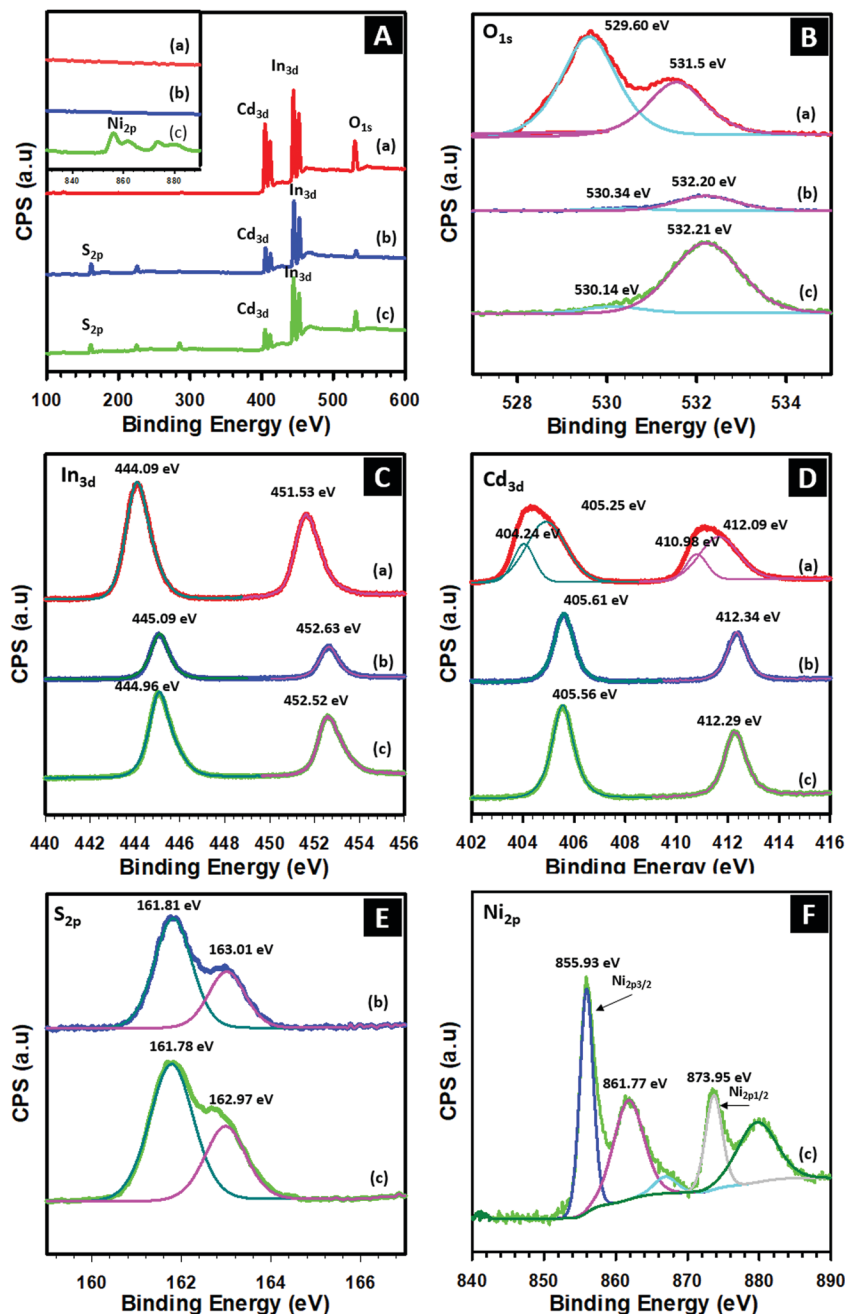 A
(a)
(b)
Ni2p
(c)
840 860 880
In3d
Cd3d
O1s
(a)
In3d
S2p
Cd3d
(b)
In3d
S2p
Cd3d
(c)
CPS (a.u)
100 200 300 400 500 600
Binding Energy (eV)
B
O1s
529.60 eV
531.5 eV
(a)
530.34 eV
532.20 eV
(b)
532.21 eV
530.14 eV
(c)
CPS (a.u)
528 530 532 534
Binding Energy (eV)
C
In3d
444.09 eV
451.53 eV
(a)
445.09 eV
452.63 eV
(b)
444.96 eV
452.52 eV
(c)
CPS (a.u)
440 442 444 446 448 450 452 454 456
Binding Energy (eV)
D
Cd3d
405.25 eV
404.24 eV
412.09 eV
410.98 eV
(a)
405.61 eV
412.34 eV
(b)
405.56 eV
412.29 eV
(c)
CPS (a.u)
402 404 406 408 410 412 414 416
Binding Energy (eV)
E
S2p
161.81 eV
163.01 eV
(b)
161.78 eV
162.97 eV
(c)
CPS (a.u)
160 162 164 166
Binding Energy (eV)
F
Ni2p
855.93 eV
Ni2p3/2
861.77 eV
873.95 eV
Ni2p1/2
(c)
CPS (a.u)
840 850 860 870 880 890
Binding Energy (eV)